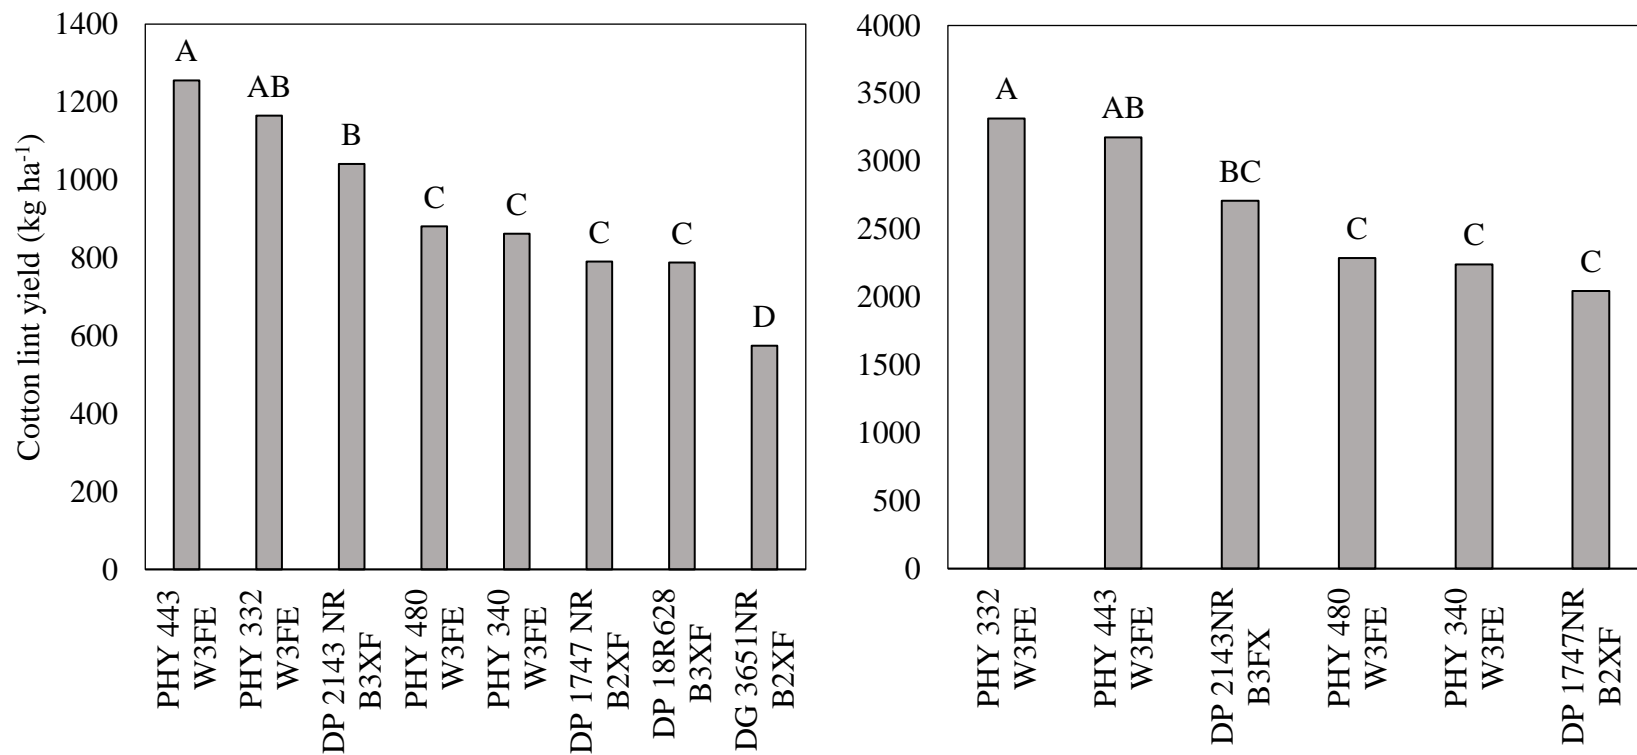 Cotton lint yield (kg ha-1)
1400
1200
1000
800
600
400
200
0
A
AB
B
C
C
C
C
D
PHY 443
W3FE
PHY 332
W3FE
DP 2143 NR
B3XF
PHY 480
W3FE
PHY 340
W3FE
DP 1747 NR
B2XF
DP 18R628
B3XF
DG 3651NR
B2XF
4000
3500
3000
2500
2000
1500
1000
500
0
A
AB
BC
C
C
C
PHY 332
W3FE
PHY 443
W3FE
DP 2143NR
B3FX
PHY 480
W3FE
PHY 340
W3FE
DP 1747NR
B2XF